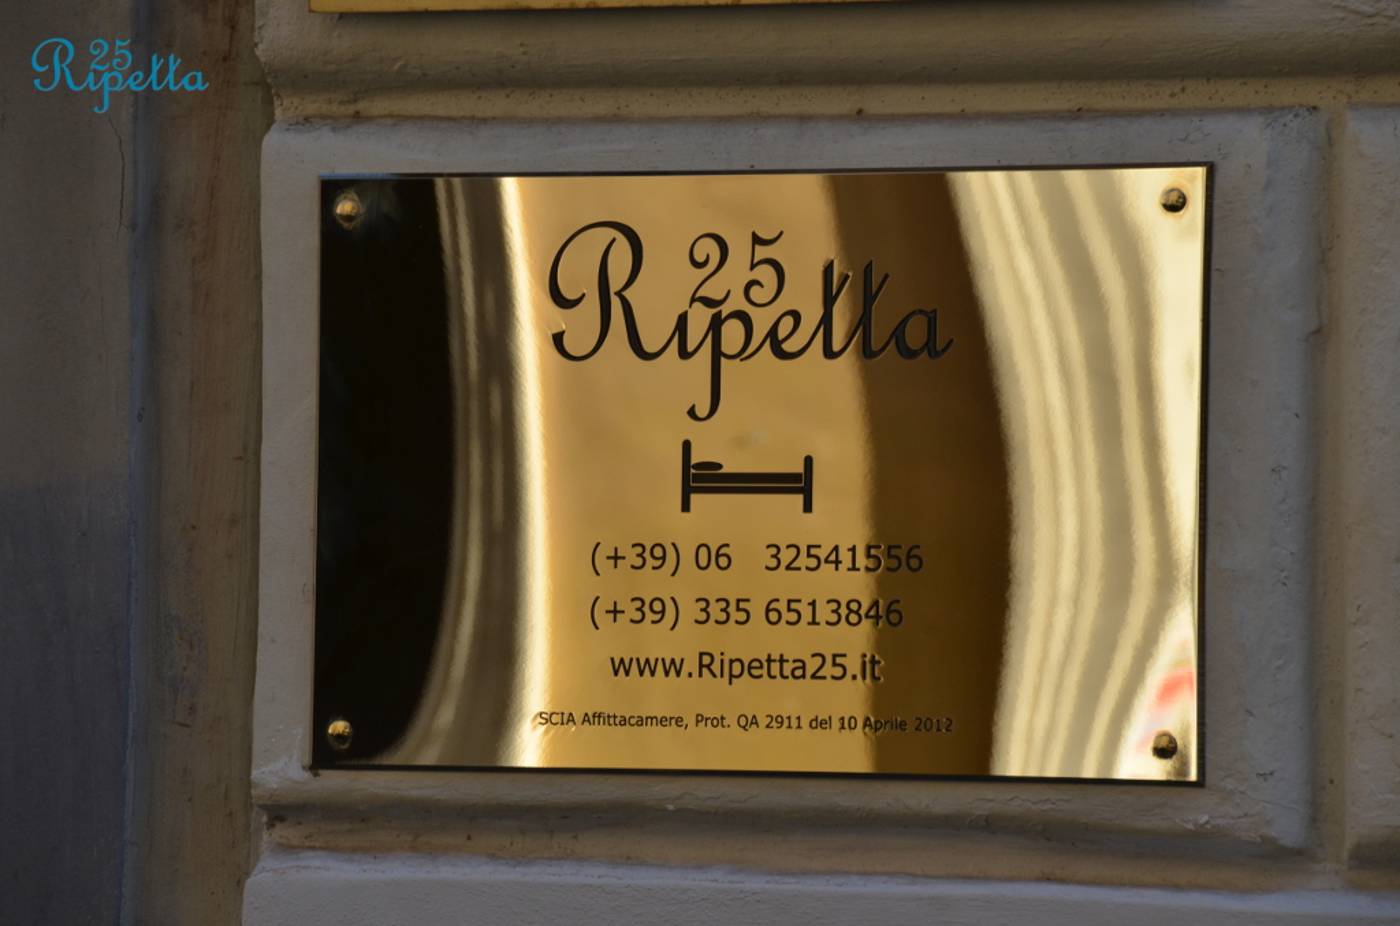 25
Ripetta
25
Ripetta
(+39) 06 32541556
(+39) 335 6513846
www.Ripetta25.it
SCIA Affittacamere, Prot. QA 2911 del 10 Aprile 2012